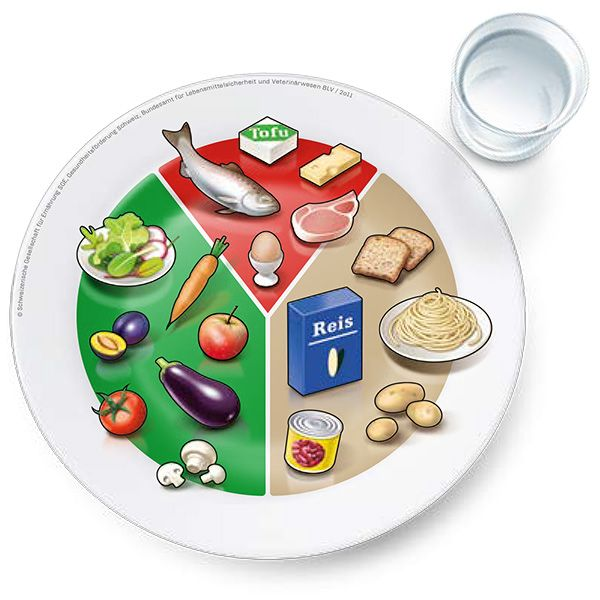 © Schweizerische Gesellschaft für Ernährung SGE, Gesundheitsförderung Schweiz, Bundesamt für Lebensmittelsicherheit und Veterinärwesen BLV / 2011
Tofu
Reis